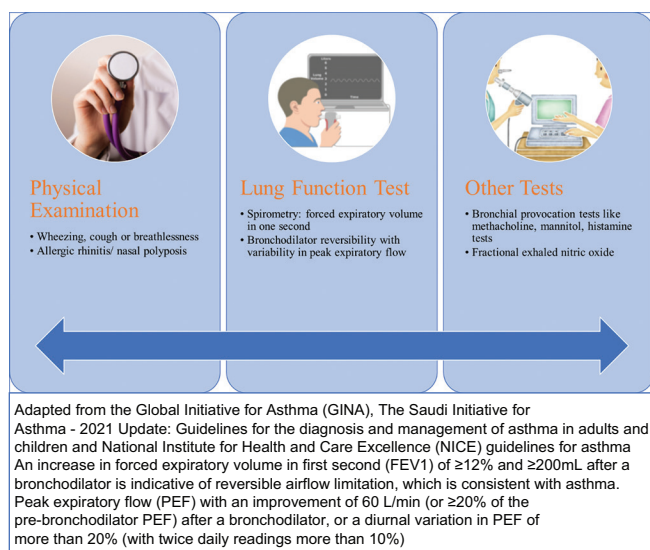 Physical
Examination
• Wheezing, cough or breathlessness
• Allergic rhinitis/ nasal polyposis
Lung Function Test
• Spirometry: forced expiratory volume
in one second
• Bronchodilator reversibility with
variability in peak expiratory flow
Other Tests
• Bronchial provocation tests like
methacholine, mannitol, histamine
tests
• Fractional exhaled nitric oxide
Adapted from the Global Initiative for Asthma (GINA), The Saudi Initiative for
Asthma - 2021 Update: Guidelines for the diagnosis and management of asthma in adults and
children and National Institute for Health and Care Excellence (NICE) guidelines for asthma
An increase in forced expiratory volume in first second (FEV1) of ≥12% and ≥200mL after a
bronchodilator is indicative of reversible airflow limitation, which is consistent with asthma.
Peak expiratory flow (PEF) with an improvement of 60 L/min (or ≥20% of the
pre-bronchodilator PEF) after a bronchodilator, or a diurnal variation in PEF of
more than 20% (with twice daily readings more than 10%)